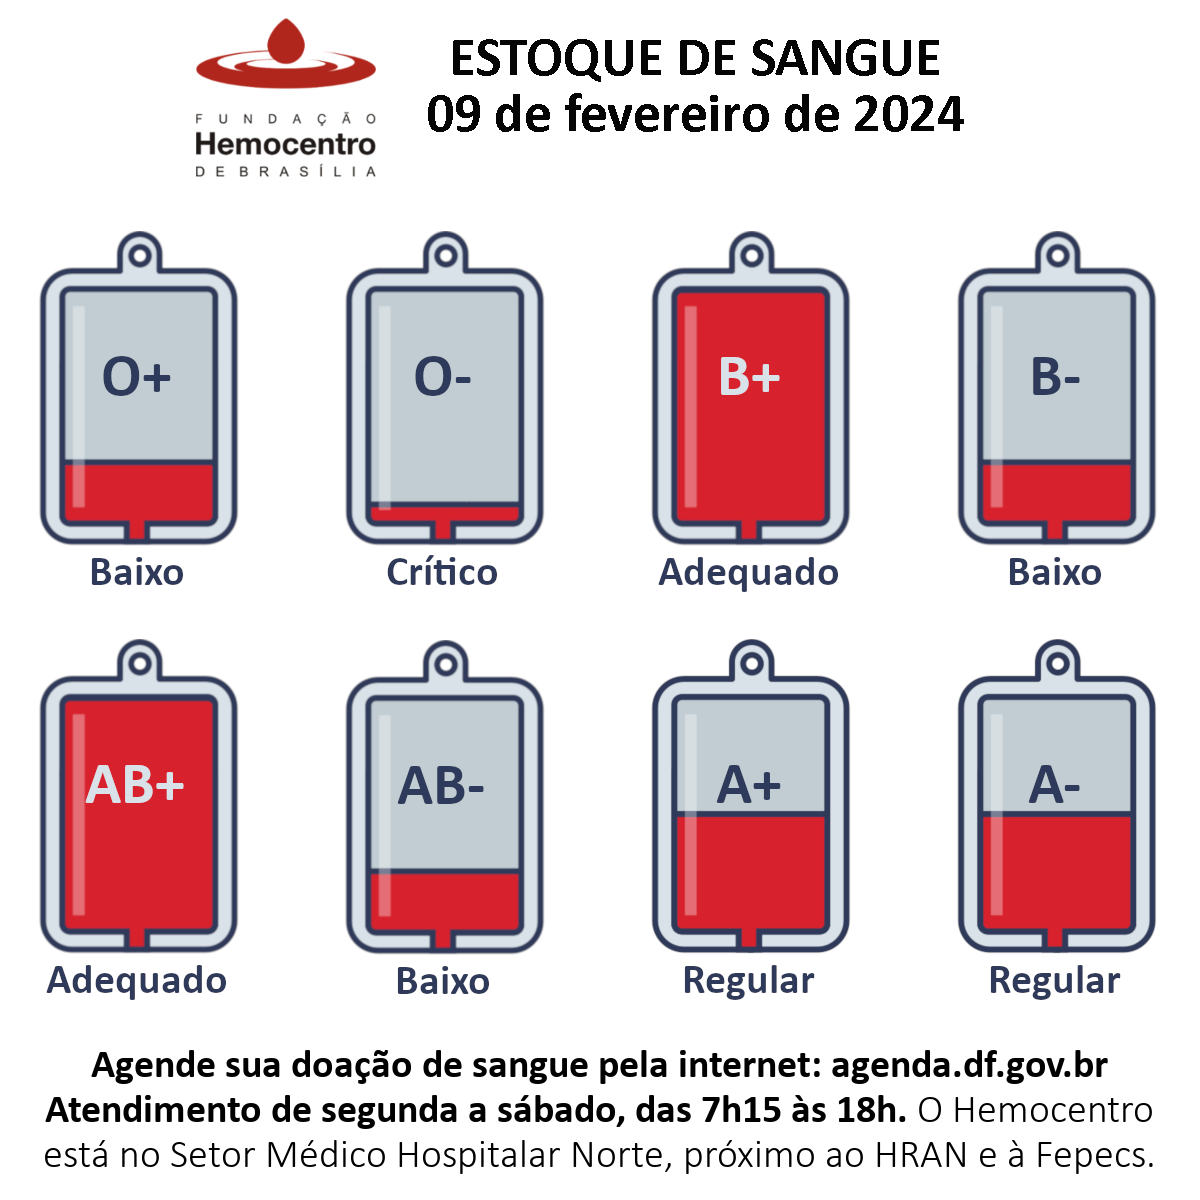 FUNDAÇÃO
Hemocentro
DE BRASÍLIA
ESTOQUE DE SANGUE
09 de fevereiro de 2024
O+
O-
B+
B-
Baixo
Crítico
Adequado
Baixo
AB+
AB-
A+
A-
Adequado
Baixo
Regular
Regular
Agende sua doação de sangue pela internet: agenda.df.gov.br
Atendimento de segunda a sábado, das 7h15 às 18h. O Hemocentro
está no Setor Médico Hospitalar Norte, próximo ao HRAN e à Fepecs.